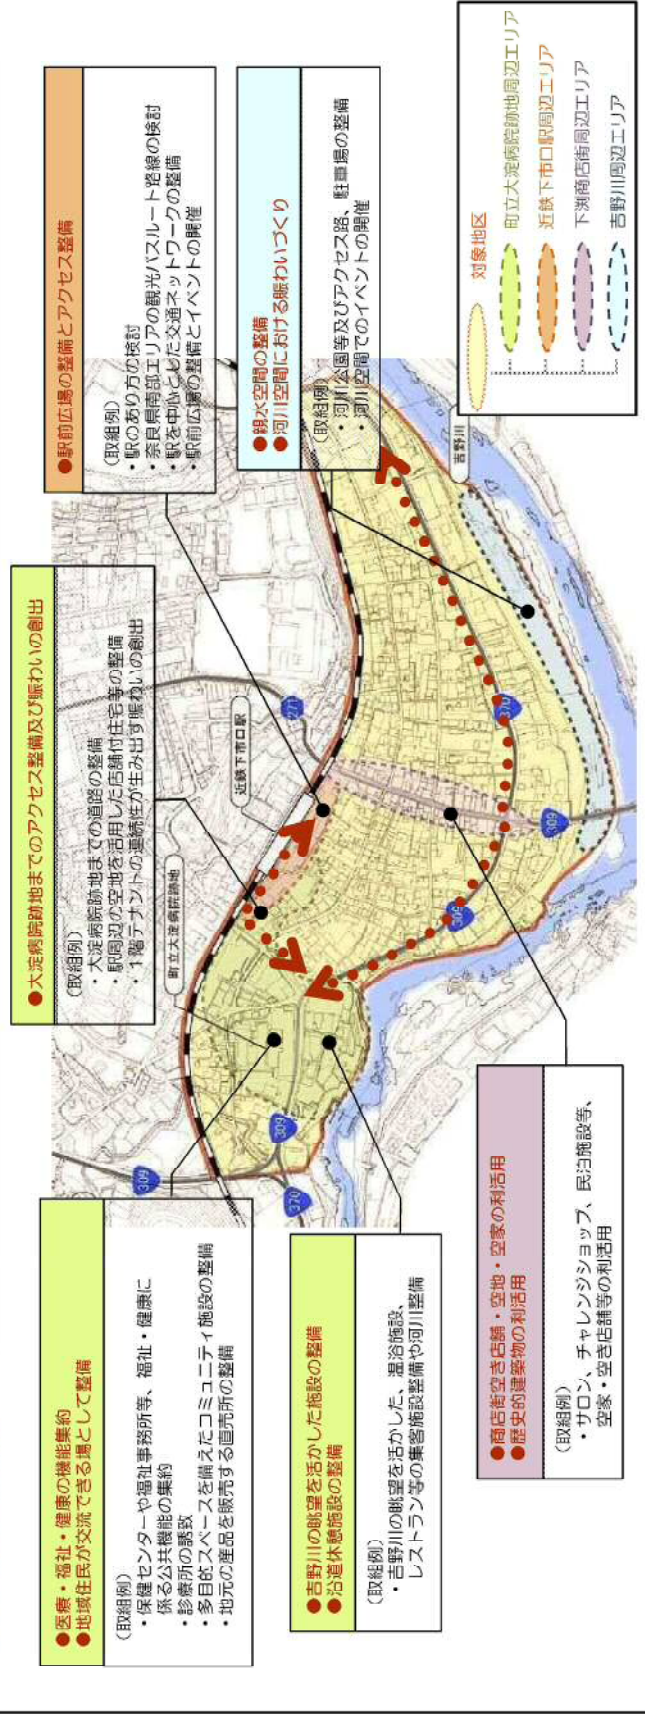 ●医療・福祉・健康の機能集約
●地域住民が交流できる場として整備
（取組例）
・保健センターや福祉事務所等、福祉・健康に
係る公共機能の集約
・診療所の誘致
・多目的スペースを備えたコミュニティ施設の整備
・地元の産品を販売する直売所の整備
●大淀病院跡地までのアクセス整備及び賑わいの創出
（取組例）
・大淀病院跡地までの道路の整備
・駅周辺の空地を活用した店舗付住宅等の整備
・１階テナントの連続性が生み出す賑わいの創出
●駅前広場の整備とアクセス整備
（取組例）
・駅のあり方の検討
・奈良県南部エリアの観光バスルート路線の検討
・駅を中心とした交通ネットワークの整備
・駅前広場の整備とイベントの開催
●親水空間の整備
●河川空間における賑わいづくり
（取組例）
・河川公園等及びアクセス路、駐車場の整備
・河川空間でのイベントの開催
町立大淀病院跡地
近鉄下市口駅
吉野川
309
370
309
271
309
370
309
●吉野川の眺望を活かした施設の整備
●沿道休憩施設の整備
（取組例）
・吉野川の眺望を活かした、温浴施設、
レストラン等の集客施設整備や河川整備
●商店街空き店舗・空地・空家の利活用
●歴史的建築物の利活用
（取組例）
・サロン、チャレンジショップ、民泊施設等、
空家・空き店舗等の利活用
対象地区
町立大淀病院跡地周辺エリア
近鉄下市口駅周辺エリア
下渕商店街周辺エリア
吉野川周辺エリア